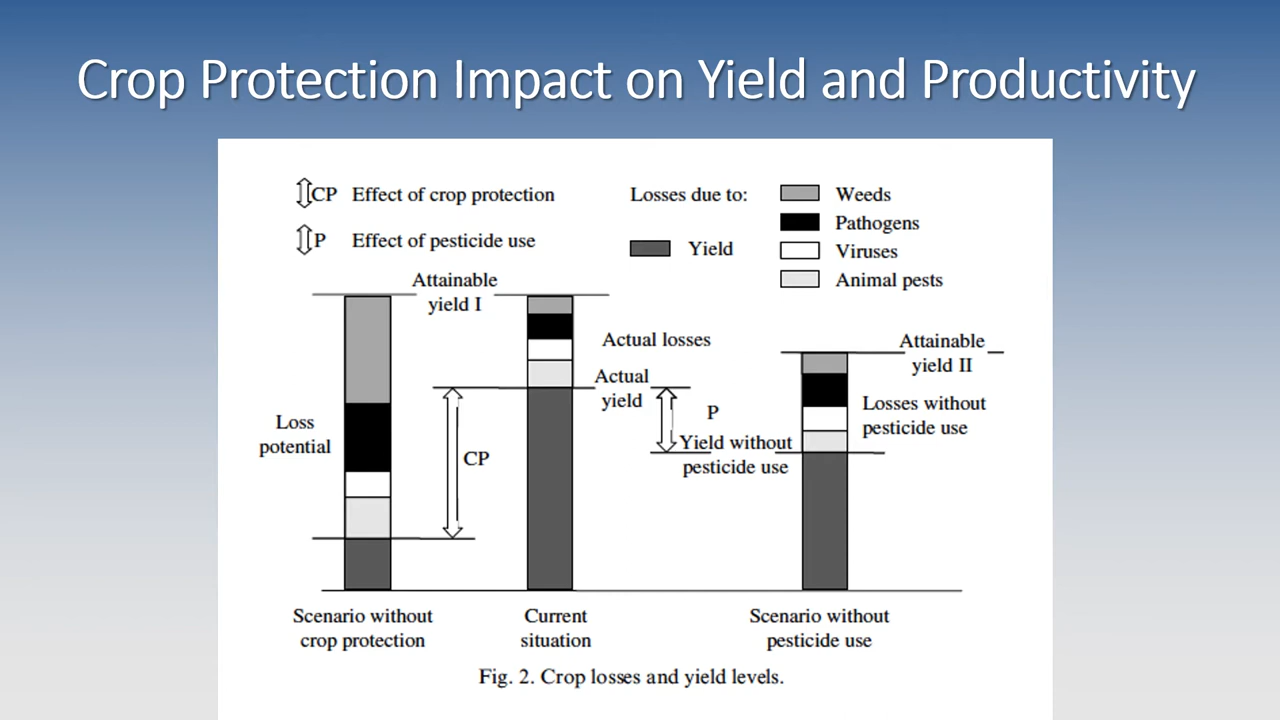 Crop Protection Impact on Yield and Productivity
CP Effect of crop protection
P Effect of pesticide use
Losses due to:
Yield
Weeds
Pathogens
Viruses
Animal pests
Attainable
yield I
Loss
potential
CP
Actual losses
Actual
yield
P
Yield without
pesticide use
Attainable
yield II
Losses without
pesticide use
Scenario without
crop protection
Current
situation
Scenario without
pesticide use
Fig. 2. Crop losses and yield levels.